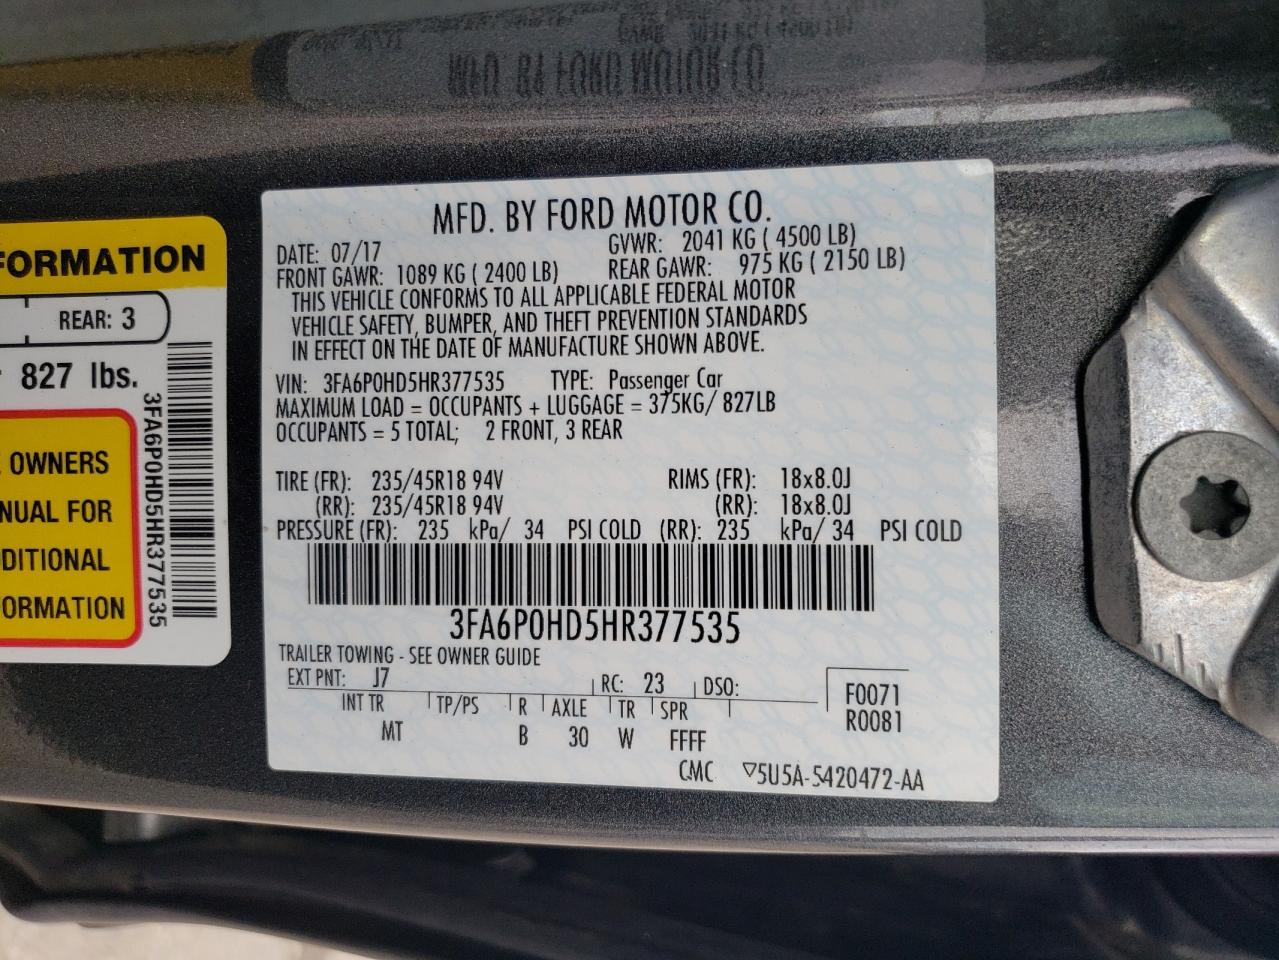 MFD. BY FORD MOTOR CO.
DATE: 07/17 GVWR: 2041 KG ( 4500 LB)
FRONT GAWR: 1089 KG ( 2400 LB) REAR GAWR: 975 KG ( 2150 LB)
THIS VEHICLE CONFORMS TO ALL APPLICABLE FEDERAL MOTOR
VEHICLE SAFETY, BUMPER, AND THEFT PREVENTION STANDARDS
IN EFFECT ON THE DATE OF MANUFACTURE SHOWN ABOVE.
VIN: 3FA6P0HD5HR377535 TYPE: Passenger Car
MAXIMUM LOAD = OCCUPANTS + LUGGAGE = 375KG/ 827LB
OCCUPANTS = 5 TOTAL; 2 FRONT, 3 REAR
TIRE (FR): 235/45R18 94V RIMS (FR): 18x8.0J
(RR): 235/45R18 94V (RR): 18x8.0J
PRESSURE (FR): 235 kPa/ 34 PSI COLD (RR): 235 kPa/ 34 PSI COLD
3FA6P0HD5HR377535
TRAILER TOWING - SEE OWNER GUIDE
EXT PNT: J7 RC: 23 DSO:
INT TR TP/PS R AXLE TR SPR
MT B 30 W FFFF
F0071
R0081
CMC 5U5A-5420472-AA
FORMATION
REAR: 3
827 lbs.
OWNERS
NUAL FOR
DITIONAL
FORMATION
3FA6P0HD5HR377535